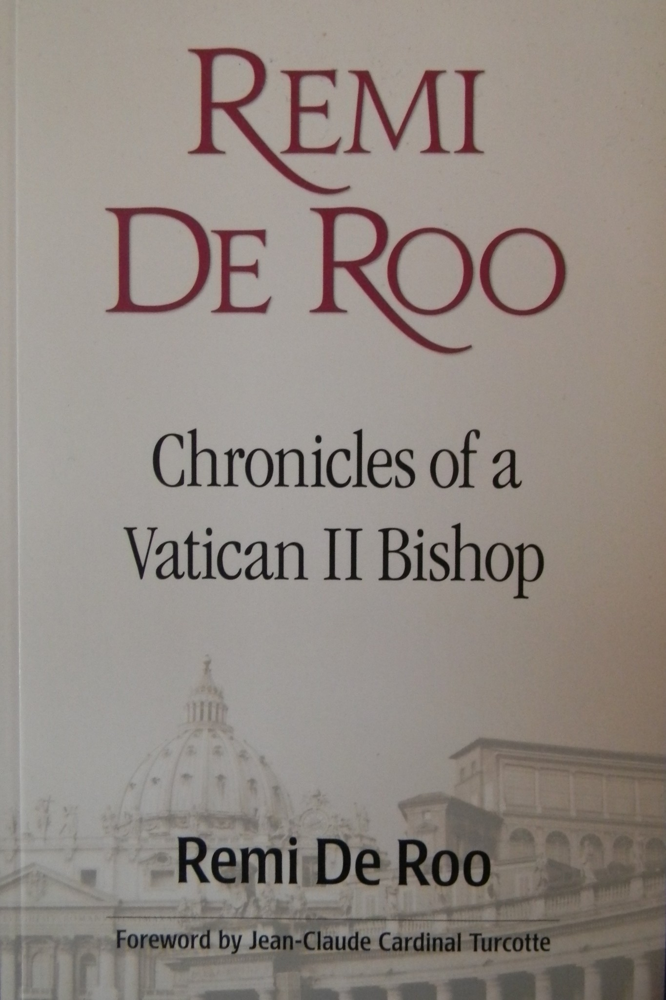 REMI
DE ROO
Chronicles of a
Vatican II Bishop
Remi De Roo
Foreword by Jean-Claude Cardinal Turcotte